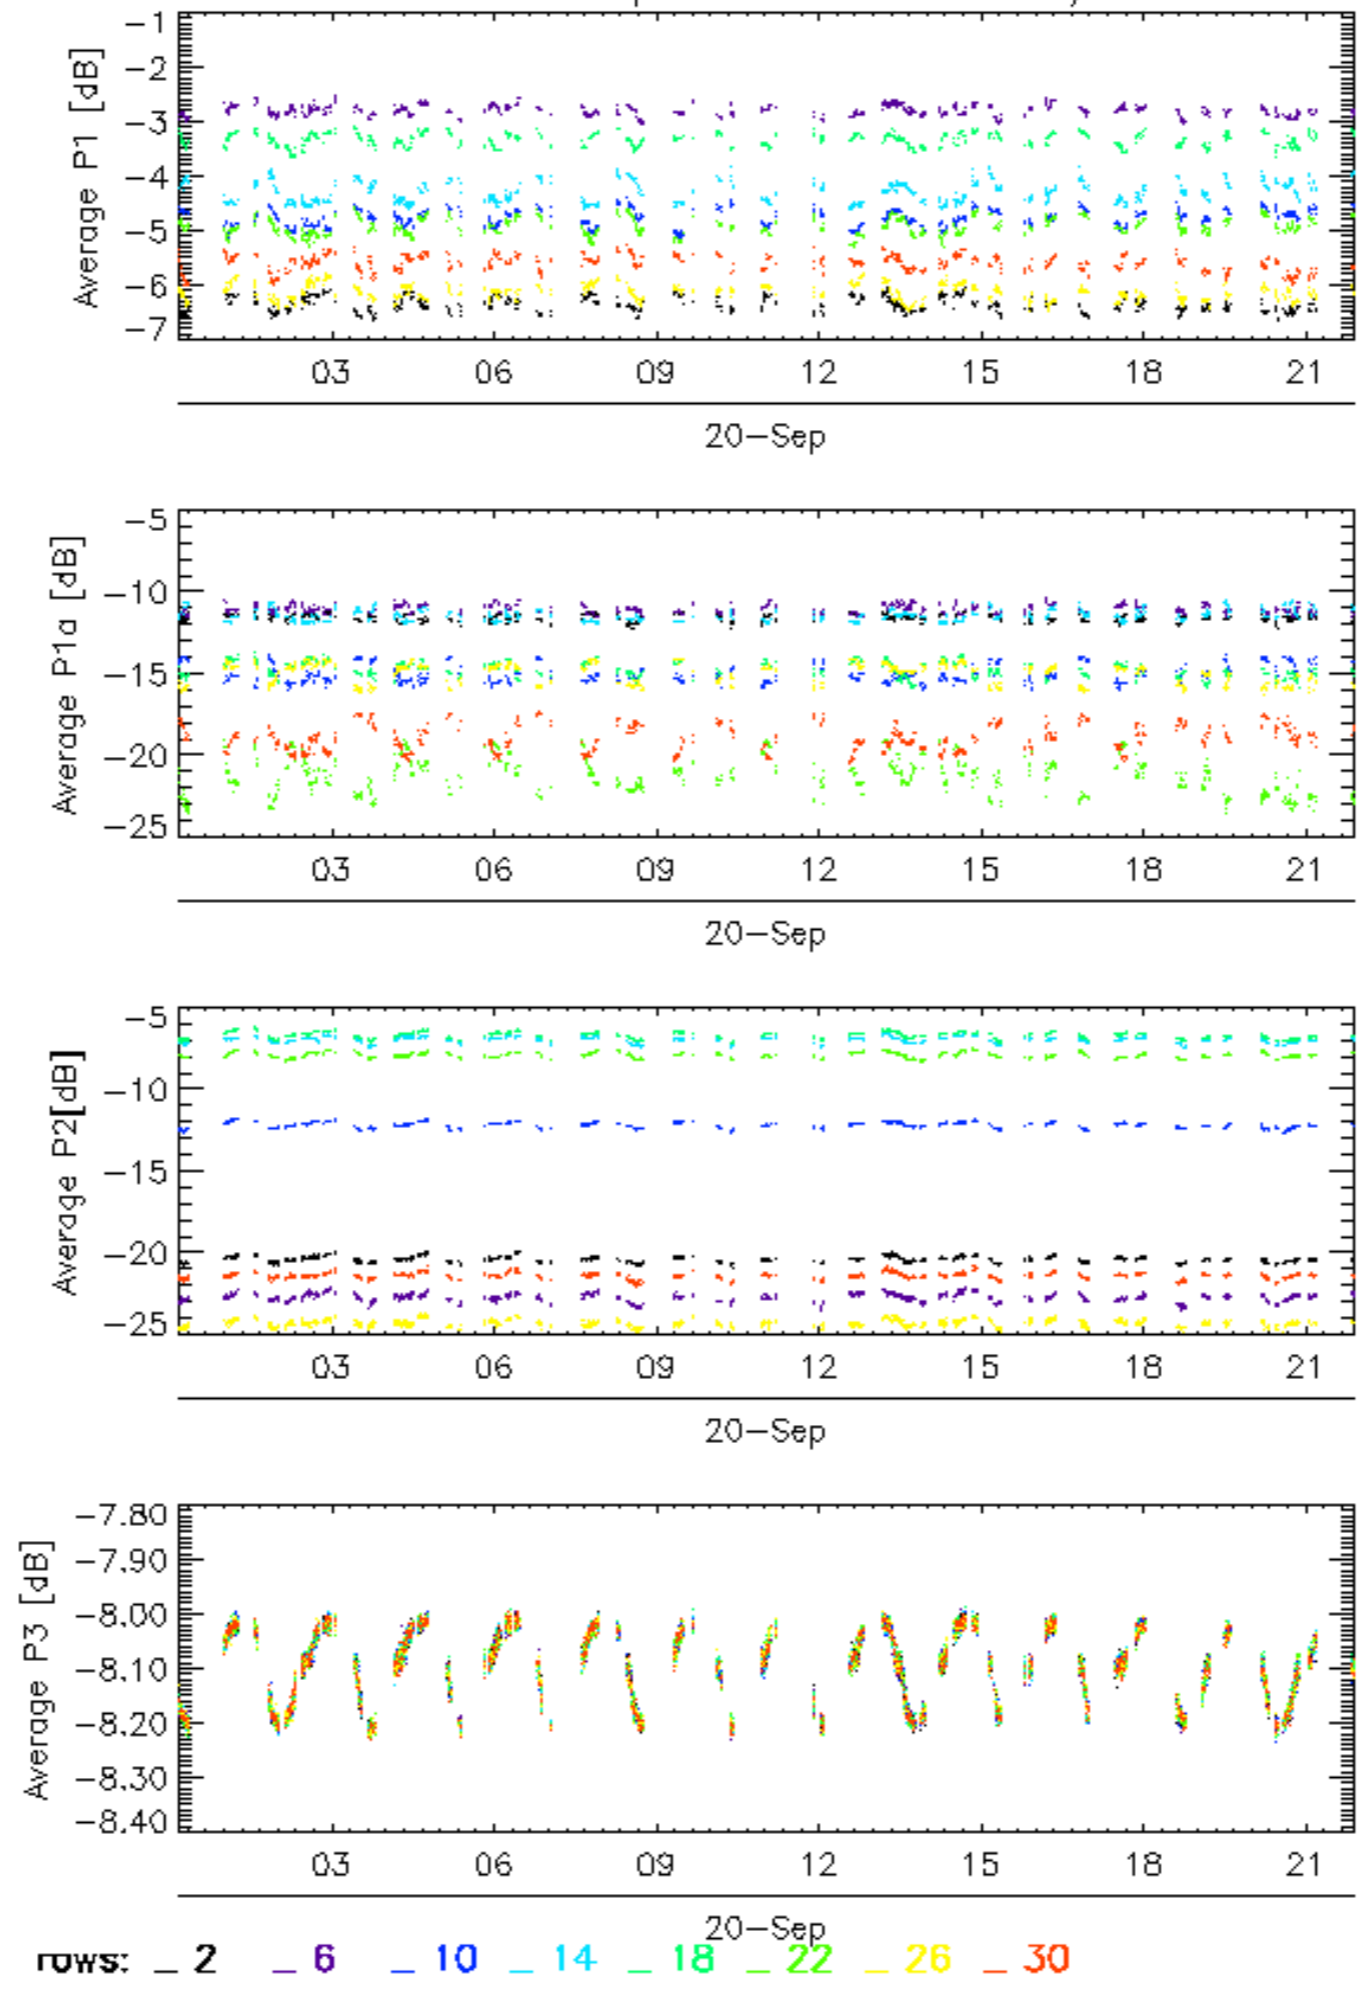 Average P1 [dB]
−1
−2
−3
−4
−5
−6
−7
03 06 09 12 15 18 21
20−Sep
Average P1a [dB]
−5
−10
−15
−20
−25
03 06 09 12 15 18 21
20−Sep
Average P2[dB]
−5
−10
−15
−20
−25
03 06 09 12 15 18 21
20−Sep
Average P3 [dB]
−7.80
−7.90
−8.00
−8.10
−8.20
−8.30
−8.40
03 06 09 12 15 18 21
20−Sep
rows: _ 2 _ 6 _ 10 _ 14 _ 18 _ 22 _ 26 _ 30